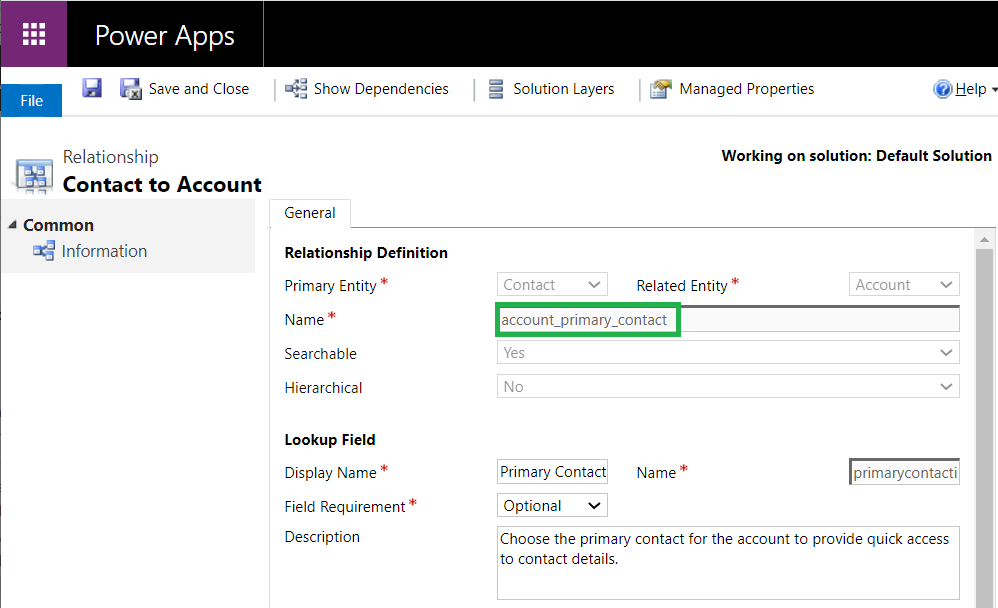 Power Apps
File
Save and Close
Show Dependencies
Solution Layers
Managed Properties
Help
Relationship
Contact to Account
Working on solution: Default Solution
Common
Information
General
Relationship Definition
Primary Entity * Contact Related Entity * Account
Name * account_primary_contact
Searchable Yes
Hierarchical No
Lookup Field
Display Name * Primary Contact Name * primarycontacti
Field Requirement * Optional
Description Choose the primary contact for the account to provide quick access
to contact details.